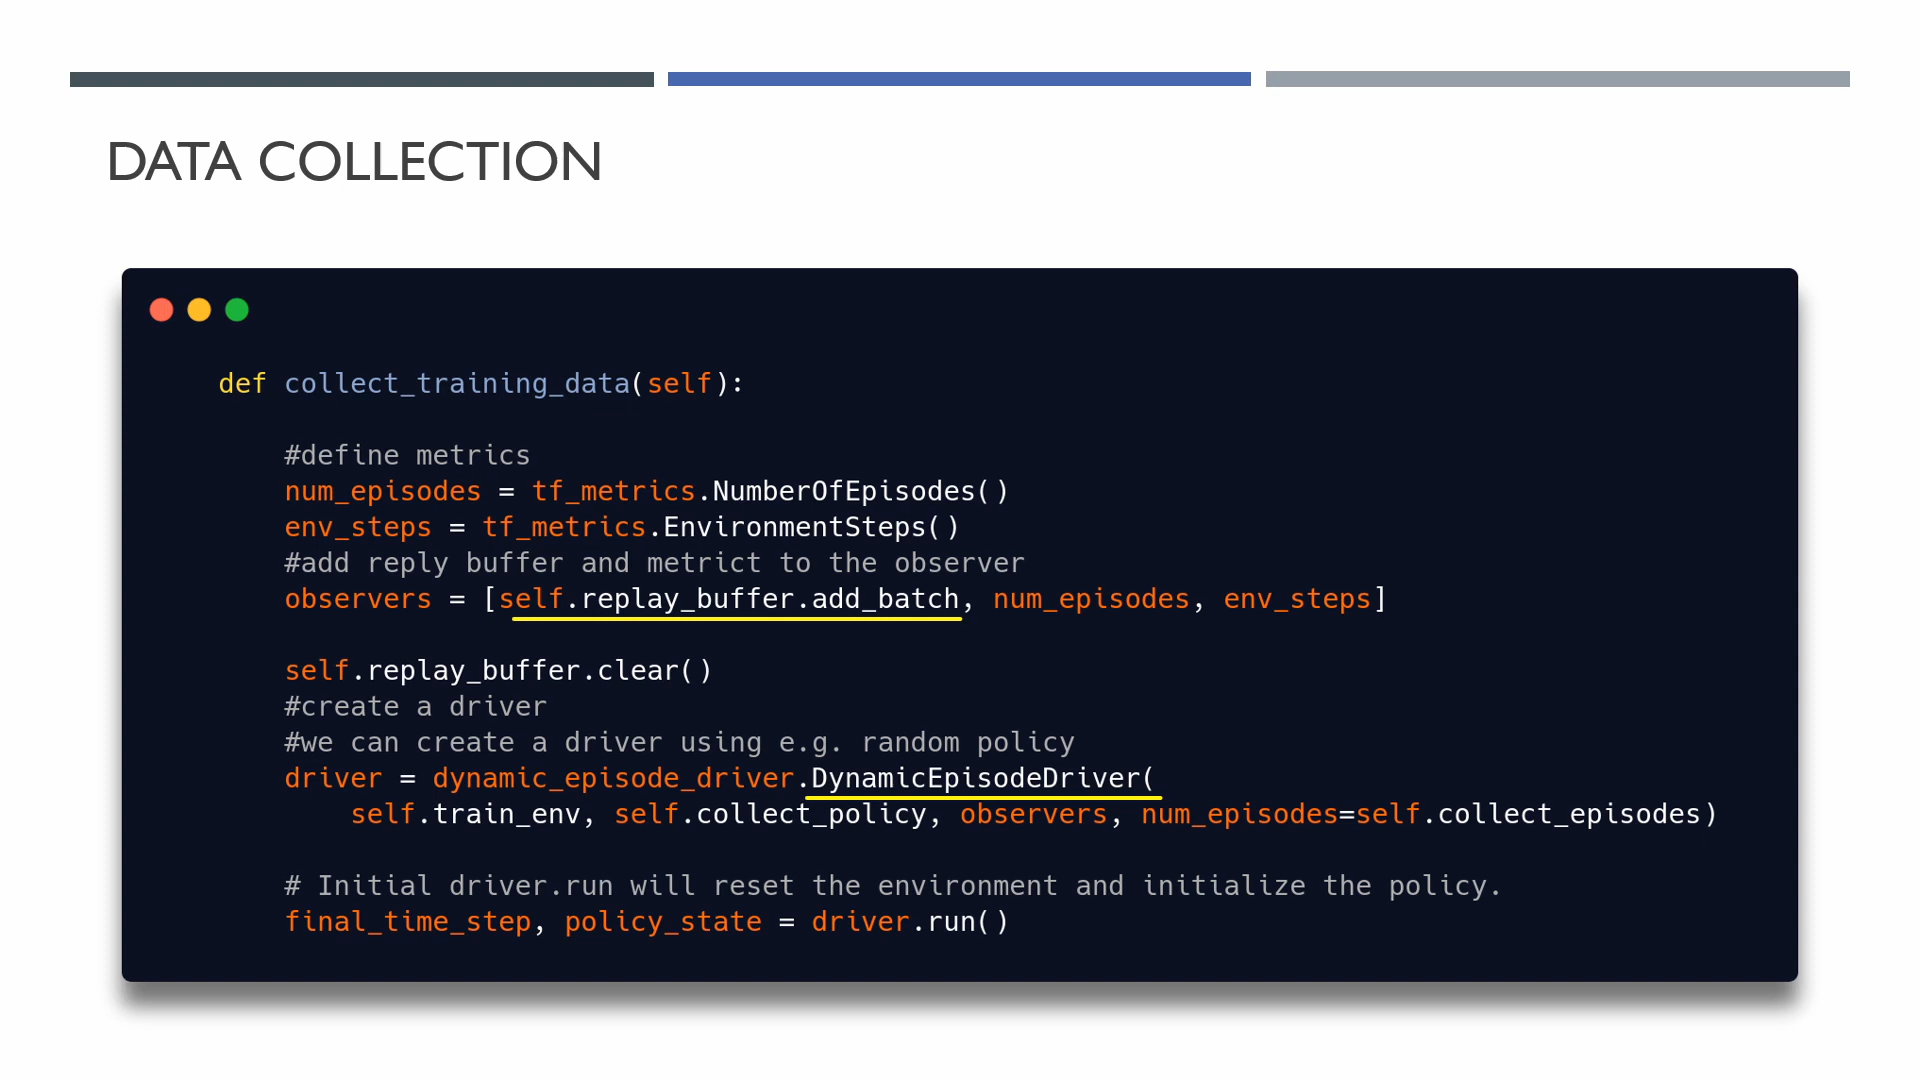 DATA COLLECTION
def collect_training_data(self):
#define metrics
num_episodes = tf_metrics.NumberOfEpisodes()
env_steps = tf_metrics.EnvironmentSteps()
#add reply buffer and metrict to the observer
observers = [self.replay_buffer.add_batch, num_episodes, env_steps]
self.replay_buffer.clear()
#create a driver
#we can create a driver using e.g. random policy
driver = dynamic_episode_driver.DynamicEpisodeDriver(
self.train_env, self.collect_policy, observers, num_episodes=self.collect_episodes)
# Initial driver.run will reset the environment and initialize the policy.
final_time_step, policy_state = driver.run()